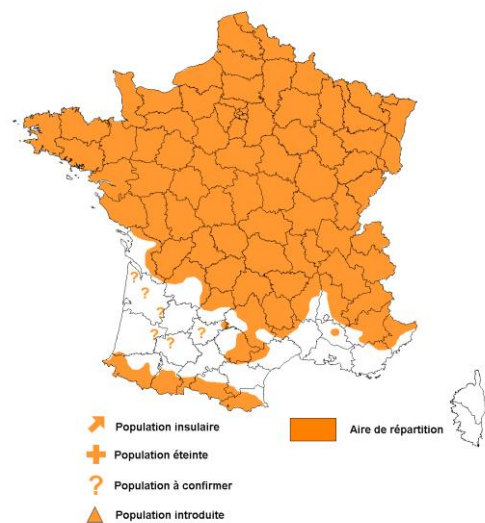 ?
?
?
?
?
?
Population insulaire
Population éteinte
? Population à confirmer
Population introduite
Aire de répartition